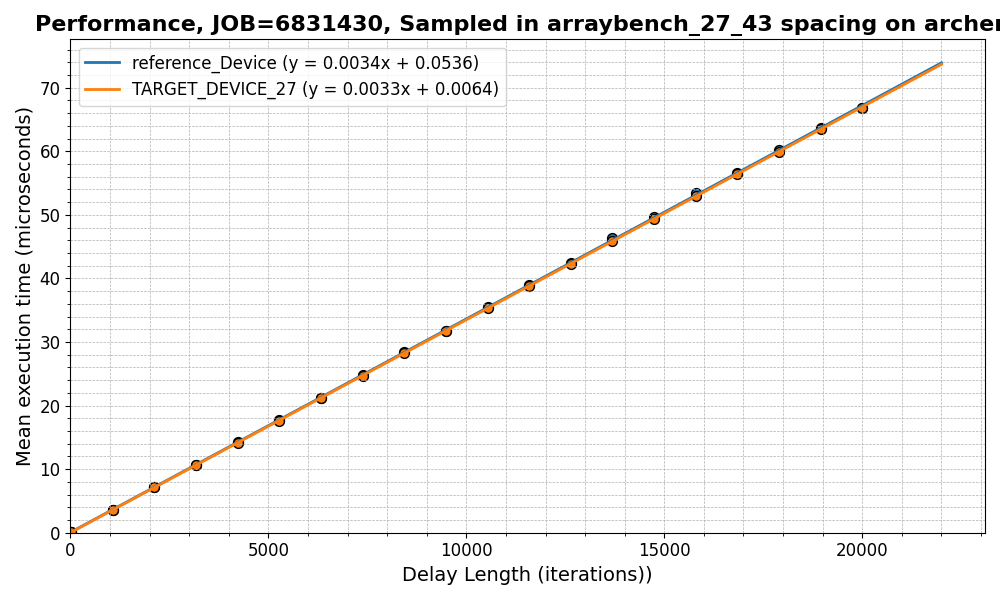 Performance, JOB=6831430, Sampled in arraybench_27_43 spacing on archer
reference_Device (y = 0.0034x + 0.0536)
TARGET_DEVICE_27 (y = 0.0033x + 0.0064)
Mean execution time (microseconds)
70
60
50
40
30
20
10
0
0 5000 10000 15000 20000
Delay Length (iterations))